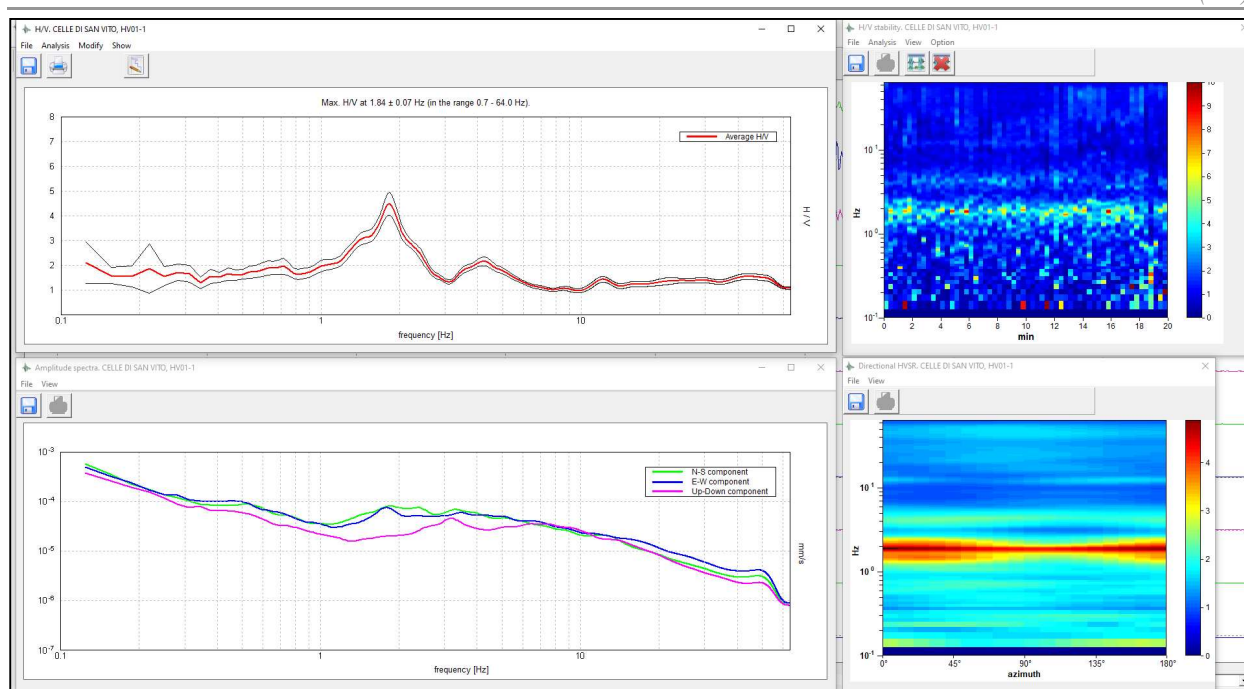 H/V. CELLE DI SAN VITO, HV01-1
File Analysis Modify Show
Max. H/V at 1.84 ± 0.07 Hz (in the range 0.7 - 64.0 Hz).
Average H/V
8
7
6
5
4
3
2
1
H / V
0.1 1 10
frequency [Hz]
H/V stability. CELLE DI SAN VITO, HV01-1
File Analysis View Option
10
9
8
7
6
5
4
3
2
1
0
10¹
10⁰
10⁻¹
Hz
0 2 4 6 8 10 12 14 16 18 20
min
Amplitude spectra. CELLE DI SAN VITO, HV01-1
File View
N-S component
E-W component
Up-Down component
10⁻³
10⁻⁴
10⁻⁵
10⁻⁶
10⁻⁷
mm/s
0.1 1 10
frequency [Hz]
Directional HVSR. CELLE DI SAN VITO, HV01-1
File View
4
3
2
1
0
10¹
10⁰
10⁻¹
Hz
0° 45° 90° 135° 180°
azimuth